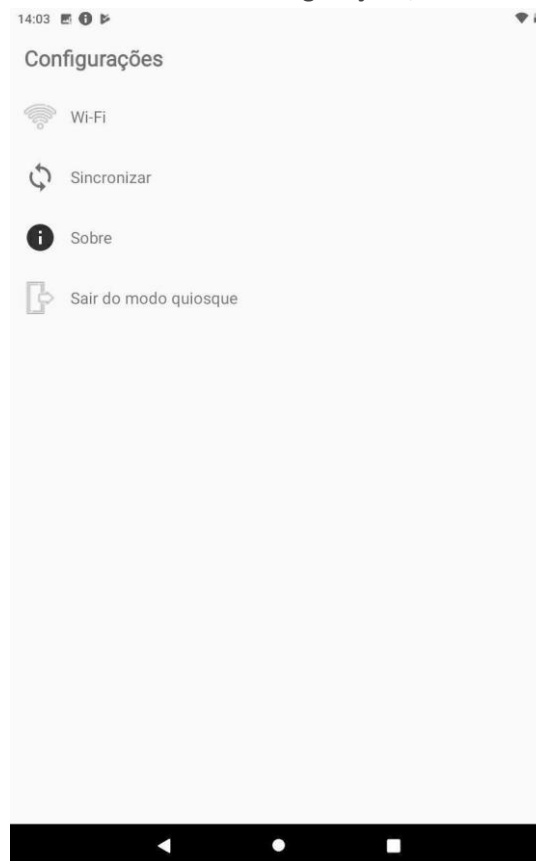 14:03
Configurações
Wi-Fi
Sincronizar
Sobre
Sair do modo quiosque